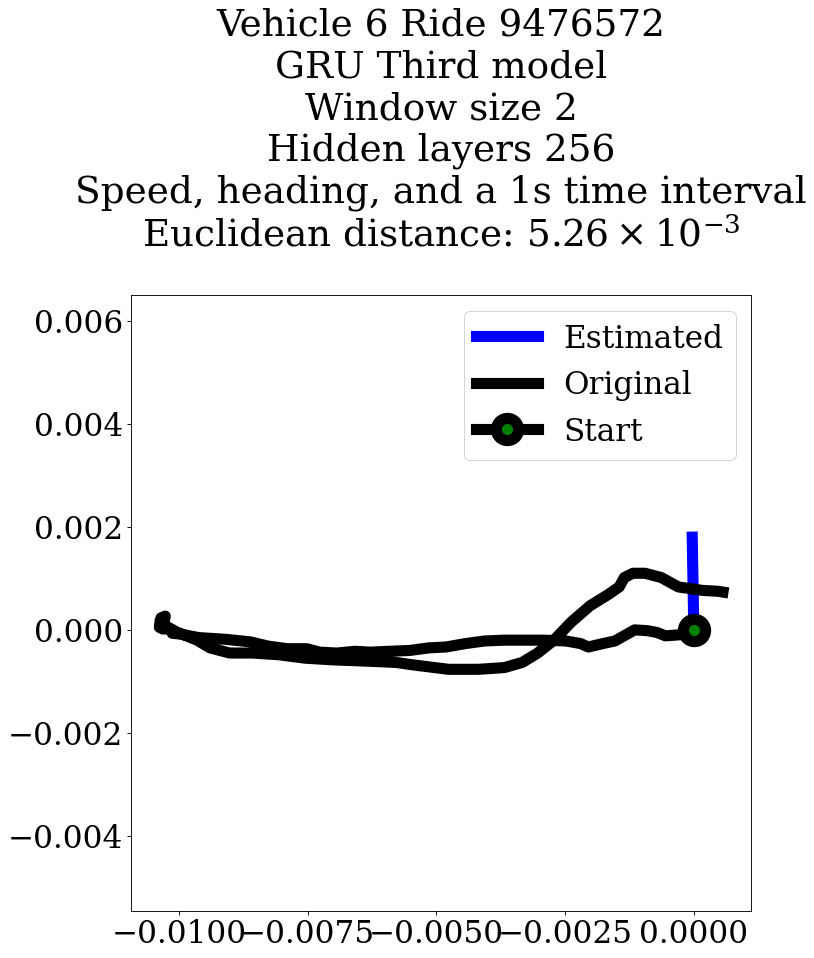 Vehicle 6 Ride 9476572
GRU Third model
Window size 2
Hidden layers 256
Speed, heading, and a 1s time interval
Euclidean distance: 5.26 × 10⁻³
Estimated
Original
Start
0.006
0.004
0.002
0.000
−0.002
−0.004
−0.0100 −0.0075 −0.0050 −0.0025 0.0000